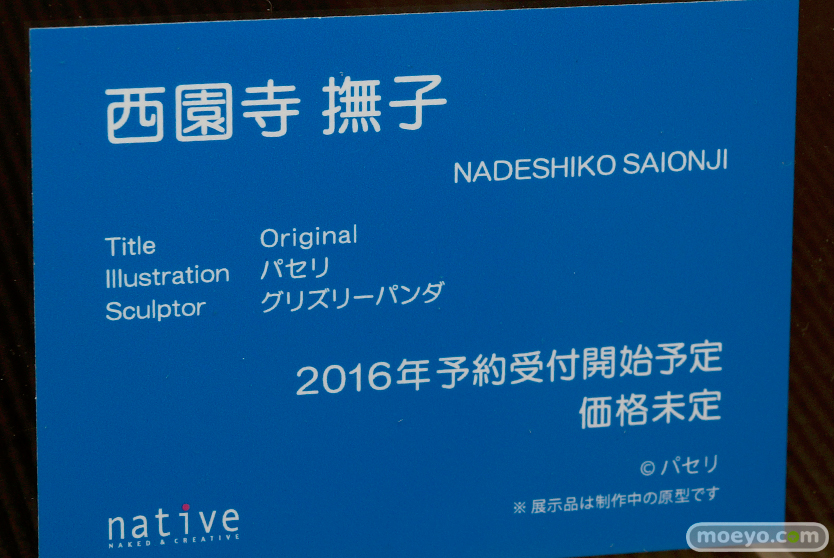 西園寺 撫子
NADESHIKO SAIONJI
Title Original
Illustration パセリ
Sculptor グリズリーパンダ
2016年予約受付開始予定
価格未定
© パセリ
※ 展示品は制作中の原型です
native
NAKED & CREATIVE
moeyo.com